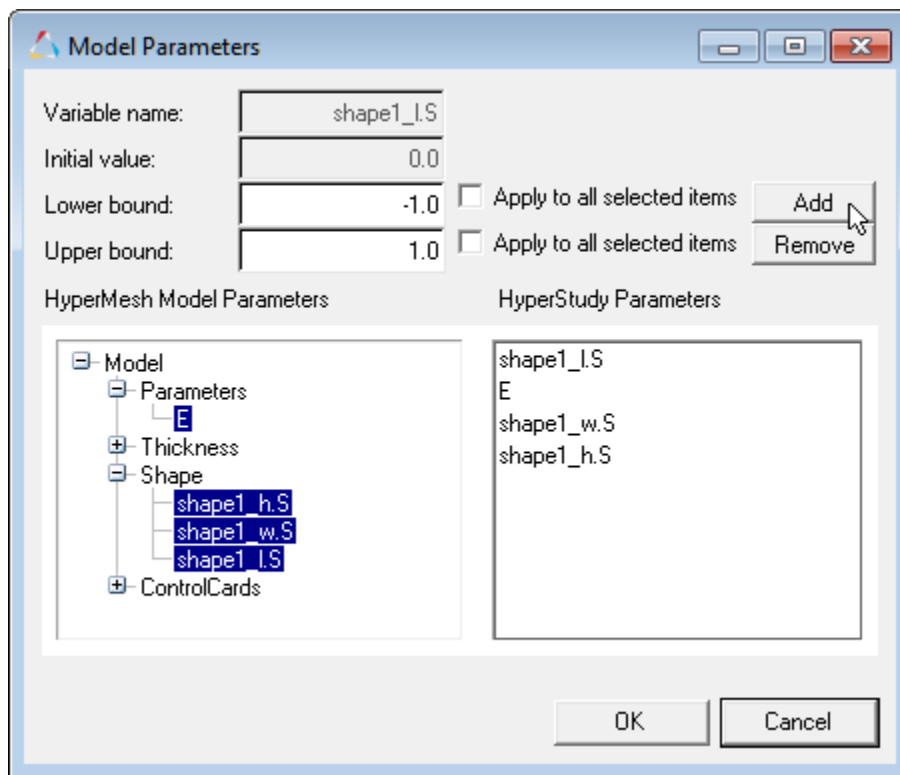 Model Parameters
Variable name: shape1_l.S
Initial value: 0.0
Lower bound: -1.0 Apply to all selected items Add
Upper bound: 1.0 Apply to all selected items Remove
HyperMesh Model Parameters HyperStudy Parameters
Model shape1_l.S
Parameters E
E shape1_w.S
Thickness shape1_h.S
Shape
shape1_h.S
shape1_w.S
shape1_l.S
ControlCards
OK Cancel